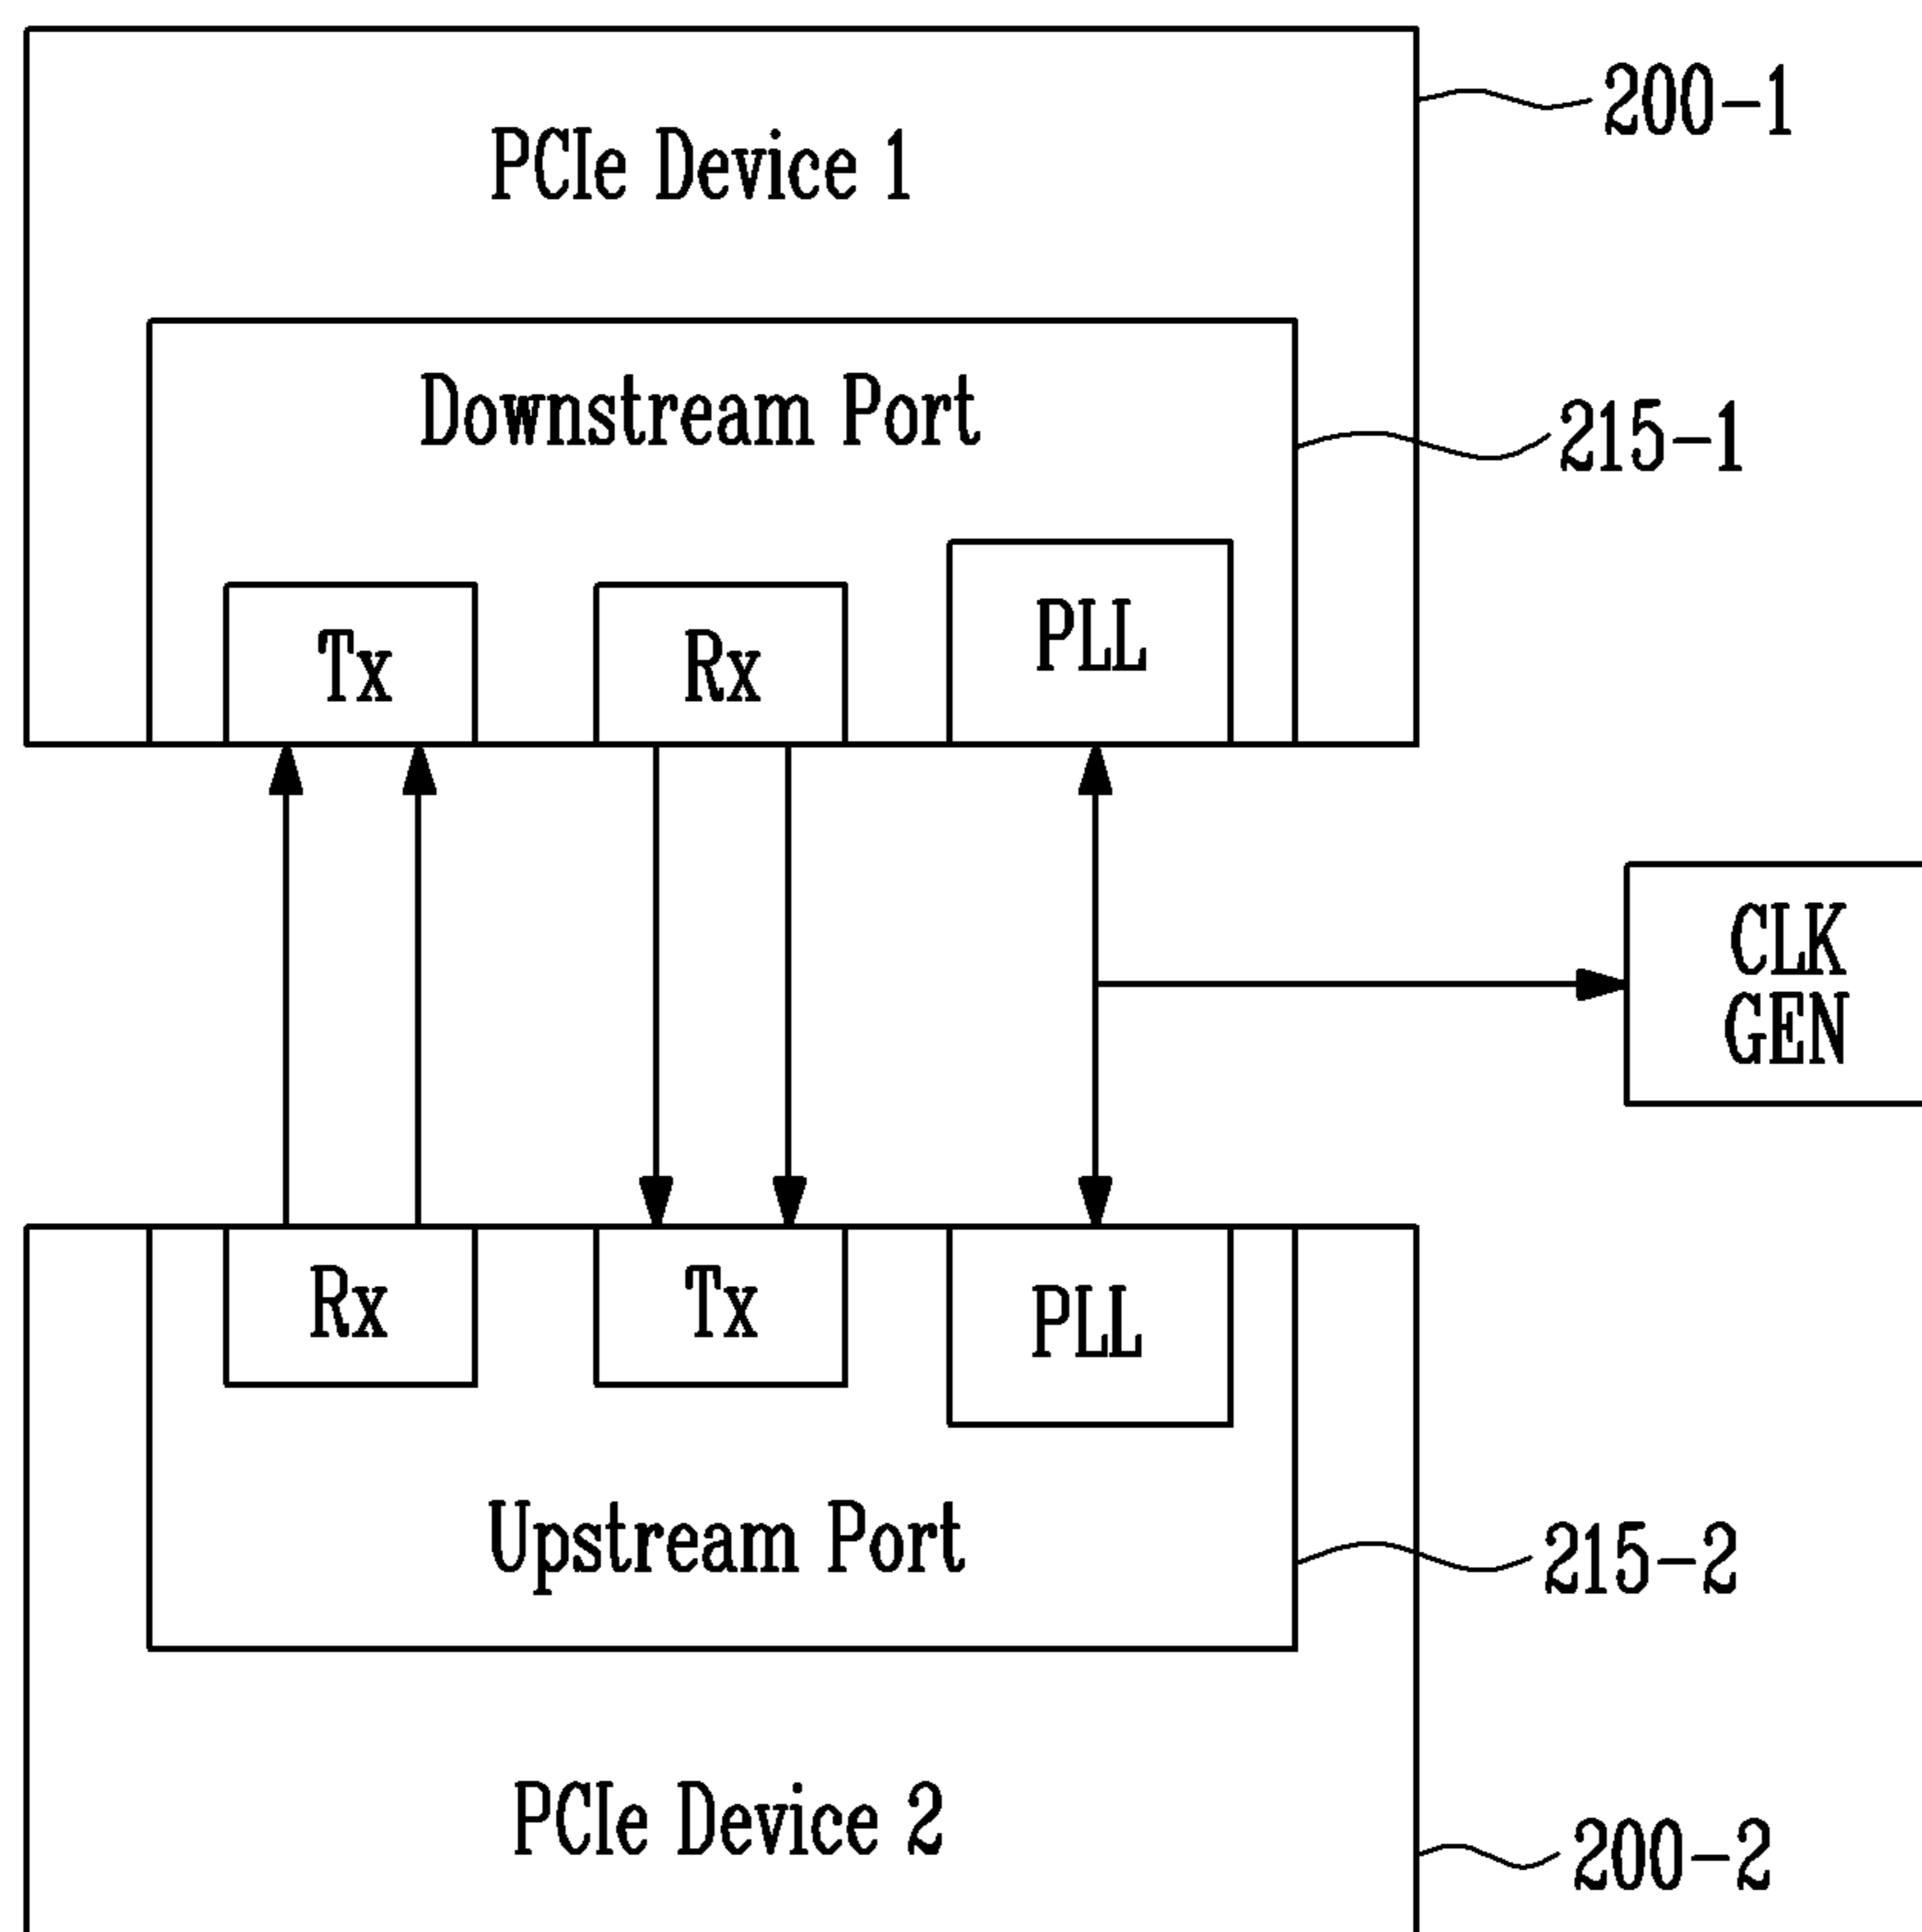 PCIe Device 1
200-1
Downstream Port
215-1
Tx
Rx
PLL
CLK
GEN
Rx
Tx
PLL
Upstream Port
215-2
PCIe Device 2
200-2